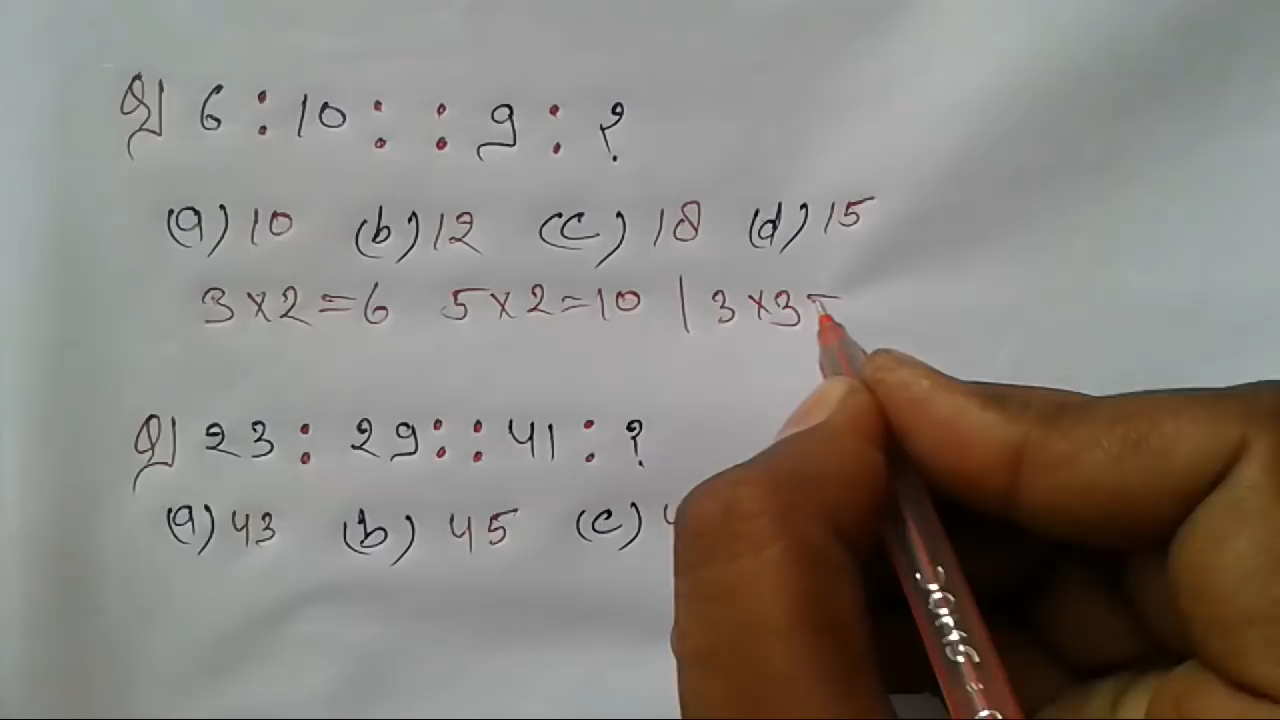 প্র 6 : 10 : : 9 : ?
(a) 10 (b) 12 (c) 18 (d) 15
3 × 2 = 6 5 × 2 = 10 | 3 × 3 =
প্র 23 : 29 : : 41 : ?
(a) 43 (b) 45 (c) 4